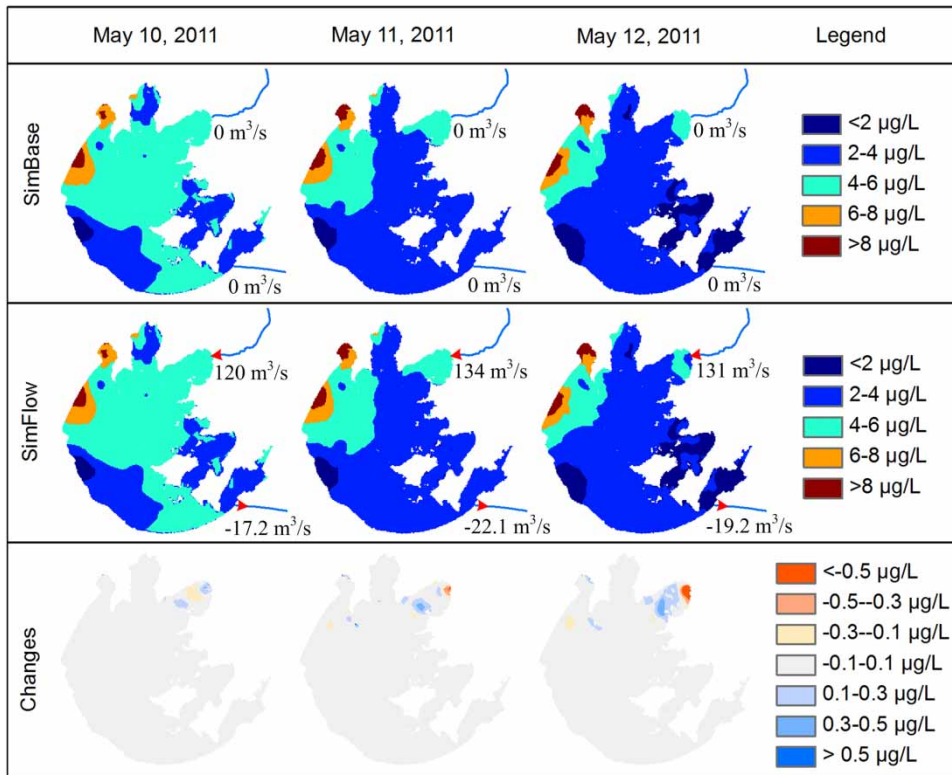 May 10, 2011
May 11, 2011
May 12, 2011
Legend
SimBase
0 m³/s
0 m³/s
0 m³/s
0 m³/s
0 m³/s
0 m³/s
<2 µg/L
2-4 µg/L
4-6 µg/L
6-8 µg/L
>8 µg/L
SimFlow
120 m³/s
134 m³/s
131 m³/s
-17.2 m³/s
-22.1 m³/s
-19.2 m³/s
<2 µg/L
2-4 µg/L
4-6 µg/L
6-8 µg/L
>8 µg/L
Changes
<-0.5 µg/L
-0.5--0.3 µg/L
-0.3--0.1 µg/L
-0.1-0.1 µg/L
0.1-0.3 µg/L
0.3-0.5 µg/L
> 0.5 µg/L